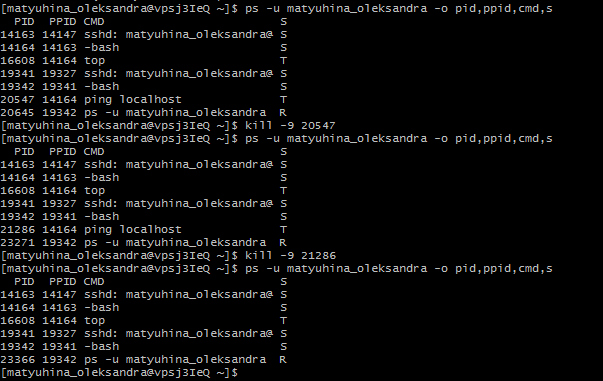 [matyuhina_oleksandra@vpsj3IeQ ~]$ ps -u matyuhina_oleksandra -o pid,ppid,cmd,s
  PID  PPID CMD                         S
14163 14147 sshd: matyuhina_oleksandra@ S
14164 14163 -bash                       S
16608 14164 top                         T
19341 19327 sshd: matyuhina_oleksandra@ S
19342 19341 -bash                       S
20547 14164 ping localhost              T
20645 19342 ps -u matyuhina_oleksandra  R
[matyuhina_oleksandra@vpsj3IeQ ~]$ kill -9 20547
[matyuhina_oleksandra@vpsj3IeQ ~]$ ps -u matyuhina_oleksandra -o pid,ppid,cmd,s
  PID  PPID CMD                         S
14163 14147 sshd: matyuhina_oleksandra@ S
14164 14163 -bash                       S
16608 14164 top                         T
19341 19327 sshd: matyuhina_oleksandra@ S
19342 19341 -bash                       S
21286 14164 ping localhost              T
23271 19342 ps -u matyuhina_oleksandra  R
[matyuhina_oleksandra@vpsj3IeQ ~]$ kill -9 21286
[matyuhina_oleksandra@vpsj3IeQ ~]$ ps -u matyuhina_oleksandra -o pid,ppid,cmd,s
  PID  PPID CMD                         S
14163 14147 sshd: matyuhina_oleksandra@ S
14164 14163 -bash                       S
16608 14164 top                         T
19341 19327 sshd: matyuhina_oleksandra@ S
19342 19341 -bash                       S
23366 19342 ps -u matyuhina_oleksandra  R
[matyuhina_oleksandra@vpsj3IeQ ~]$